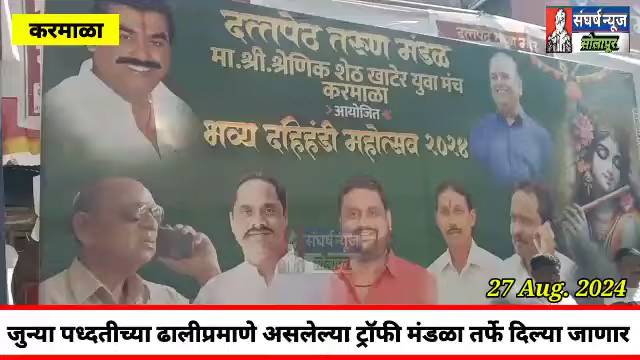 करमाळा
संघर्ष न्यूज
सोलापूर
दत्तपेठ तरुण मंडळ
मा.श्री.श्रेणिक शेठ खाटेर युवा मंच
करमाळा
आयोजित
भव्य दहिहंडी महोत्सव २०२४
संघर्ष न्यूज
सोलापूर
27 Aug. 2024
जुन्या पध्दतीच्या ढालीप्रमाणे असलेल्या ट्रॉफी मंडळा तर्फे दिल्या जाणार